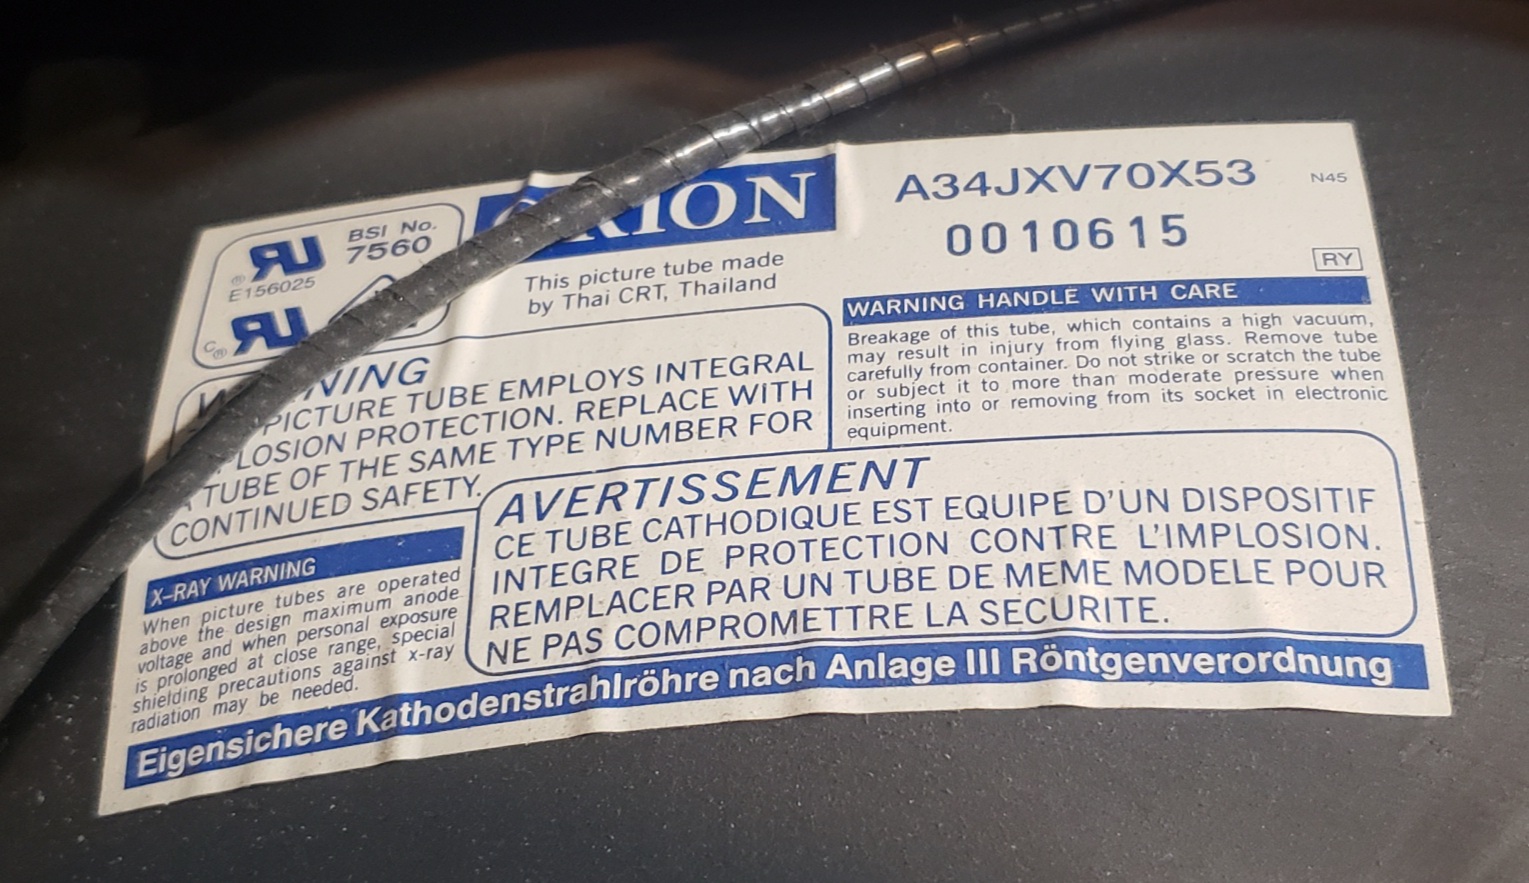 BSI No.
7560
E156025
This picture tube made
by Thai CRT, Thailand
A34JXV70X53
N45
0010615
RY
PICTURE TUBE EMPLOYS INTEGRAL
PROTECTION. REPLACE WITH
TUBE OF THE SAME TYPE NUMBER FOR
CONTINUED SAFETY.
WARNING HANDLE WITH CARE
Breakage of this tube, which contains a high vacuum,
may result in injury from flying glass. Remove tube
carefully from container. Do not strike or scratch the tube
or subject it to more than moderate pressure when
inserting into or removing from its socket in electronic
equipment.
X-RAY WARNING
When picture tubes are operated
above the design maximum anode
voltage and when personal exposure
is prolonged at close range, special
shielding precautions against x-ray
radiation may be needed.
AVERTISSEMENT
CE TUBE CATHODIQUE EST EQUIPE D'UN DISPOSITIF
INTEGRE DE PROTECTION CONTRE L'IMPLOSION.
REMPLACER PAR UN TUBE DE MEME MODELE POUR
NE PAS COMPROMETTRE LA SECURITE.
Eigensichere Kathodenstrahlröhre nach Anlage III Röntgenverordnung